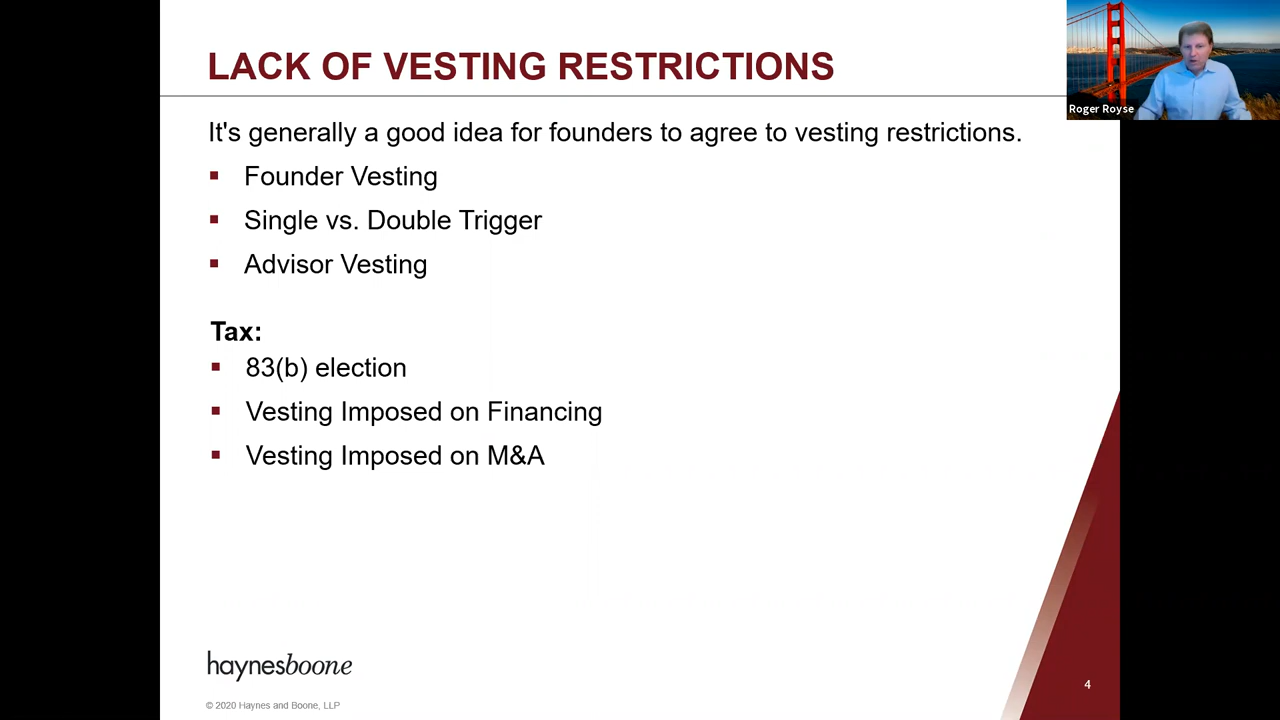 LACK OF VESTING RESTRICTIONS
Roger Royse
It's generally a good idea for founders to agree to vesting restrictions.
Founder Vesting
Single vs. Double Trigger
Advisor Vesting
Tax:
83(b) election
Vesting Imposed on Financing
Vesting Imposed on M&A
haynesboone
© 2020 Haynes and Boone, LLP
4